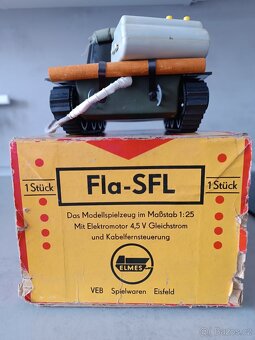 1 Stück
Fla-SFL
1 Stück
Das Modellspielzeug im Maßstab 1:25
Mit Elektromotor 4,5 V Gleichstrom
und Kabelfernsteuerung
ELMES
VEB Spielwaren Eisfeld